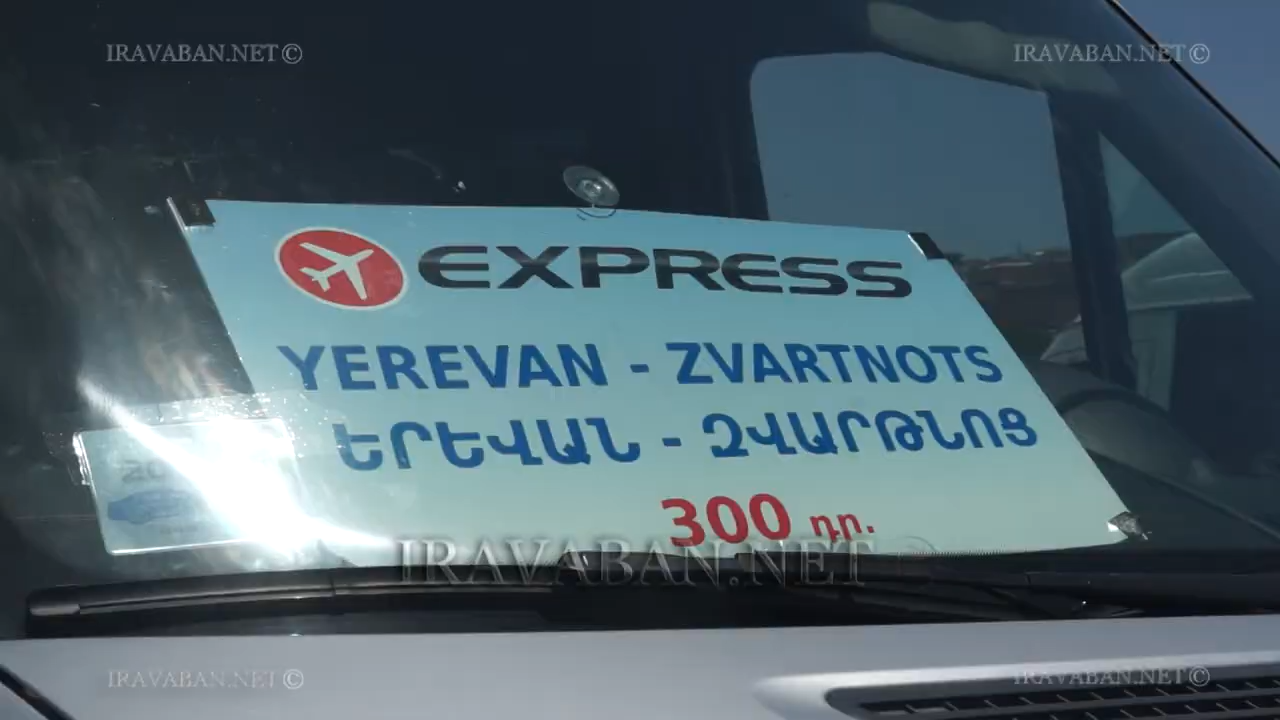 IRAVABAN.NET© IRAVABAN.NET©
EXPRESS
YEREVAN - ZVARTNOTS
ԵՐԵՎԱՆ - ԶՎԱՐԹՆՈՑ
300 դր.
IRAVABAN.NET©
IRAVABAN.NET© IRAVABAN.NET©